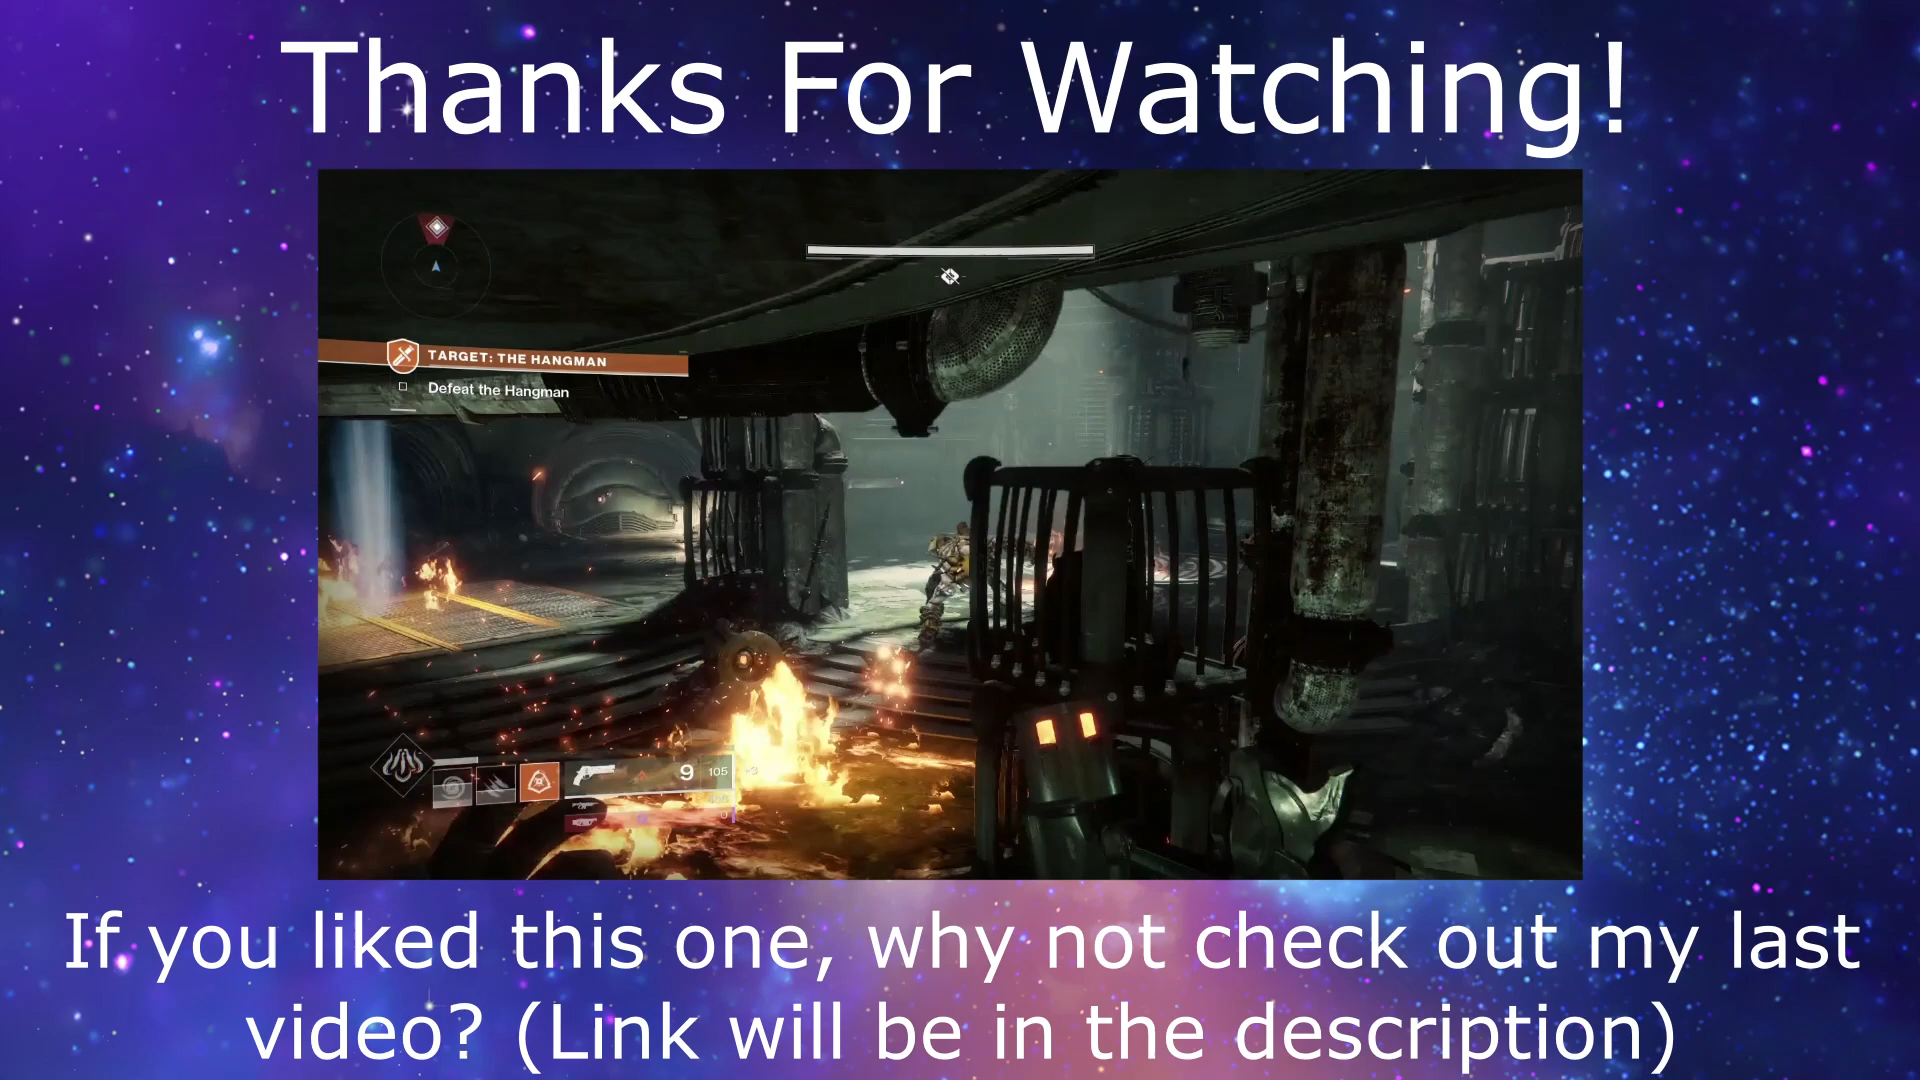 Thanks For Watching!
TARGET: THE HANGMAN
Defeat the Hangman
9 105 +3
If you liked this one, why not check out my last
video? (Link will be in the description)